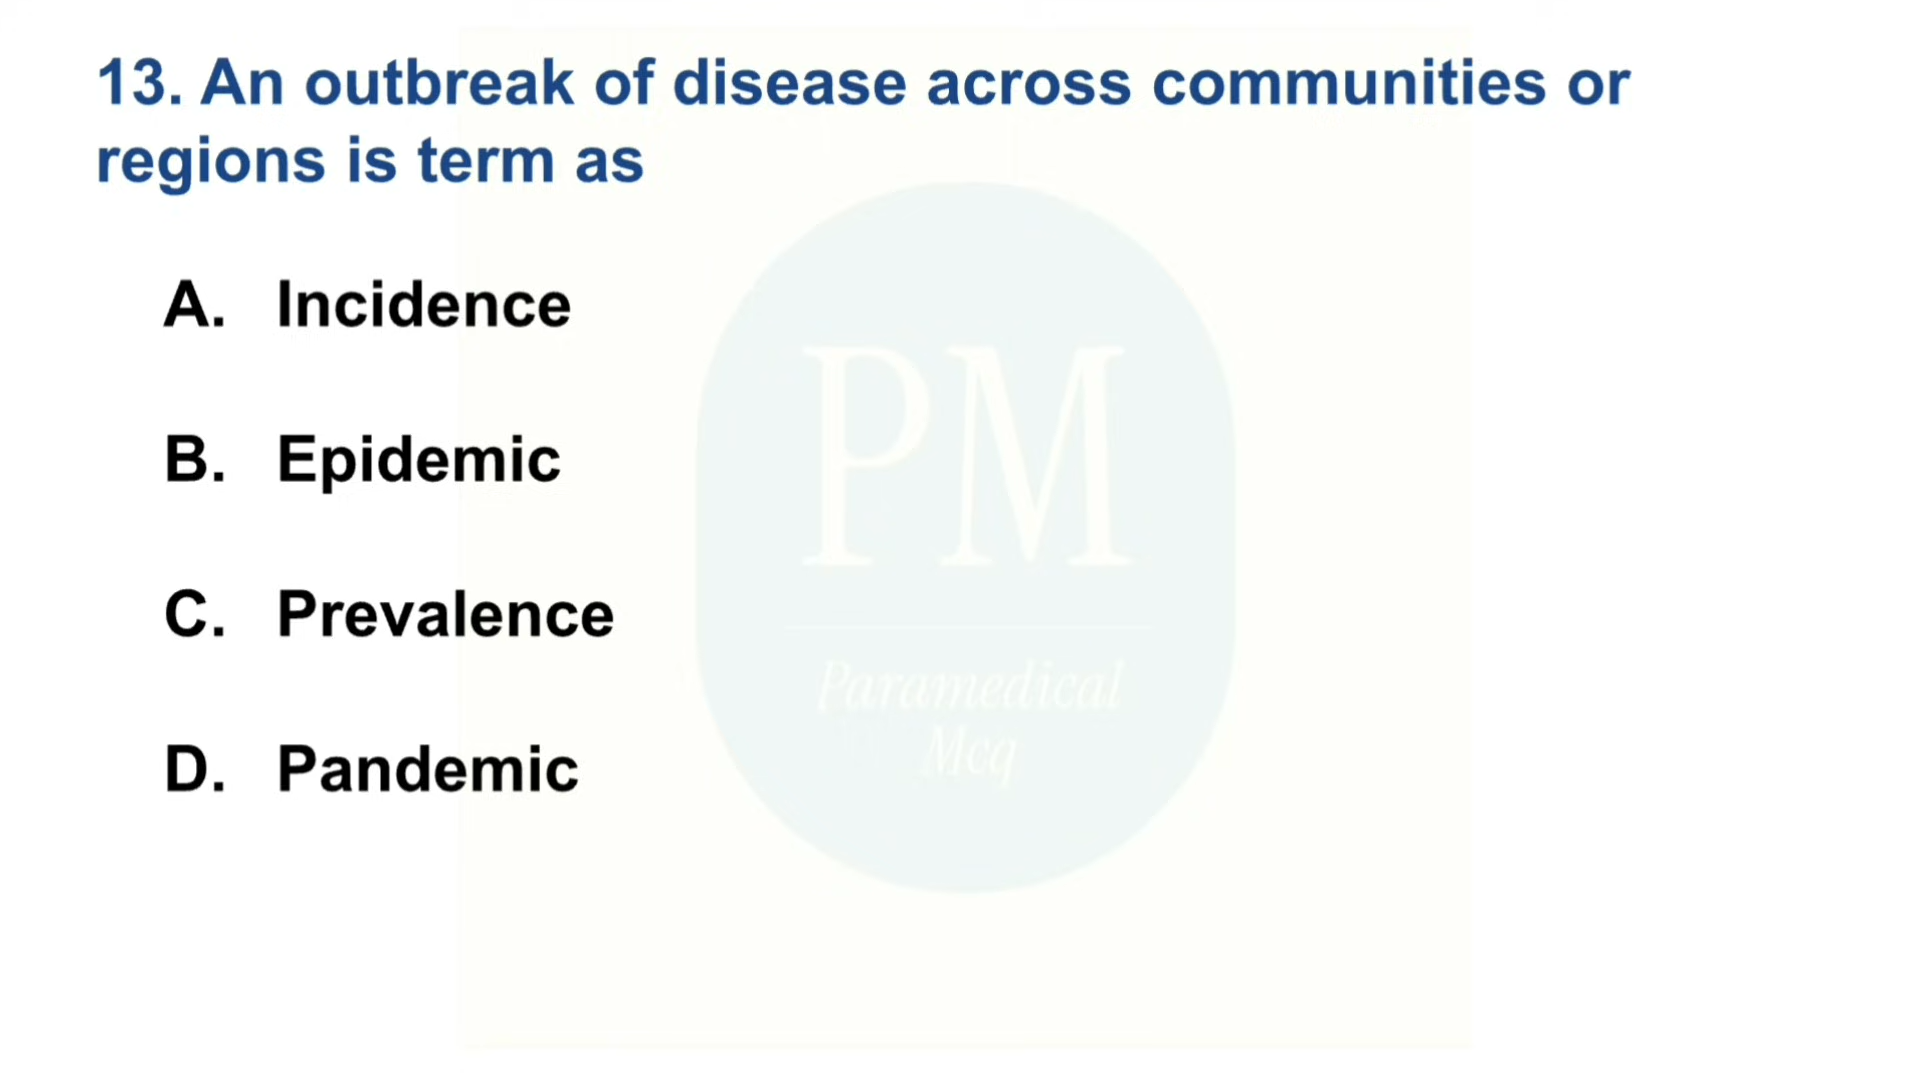 13. An outbreak of disease across communities or
regions is term as
A. Incidence
B. Epidemic
C. Prevalence
D. Pandemic
PM
Paramedical
Mcq